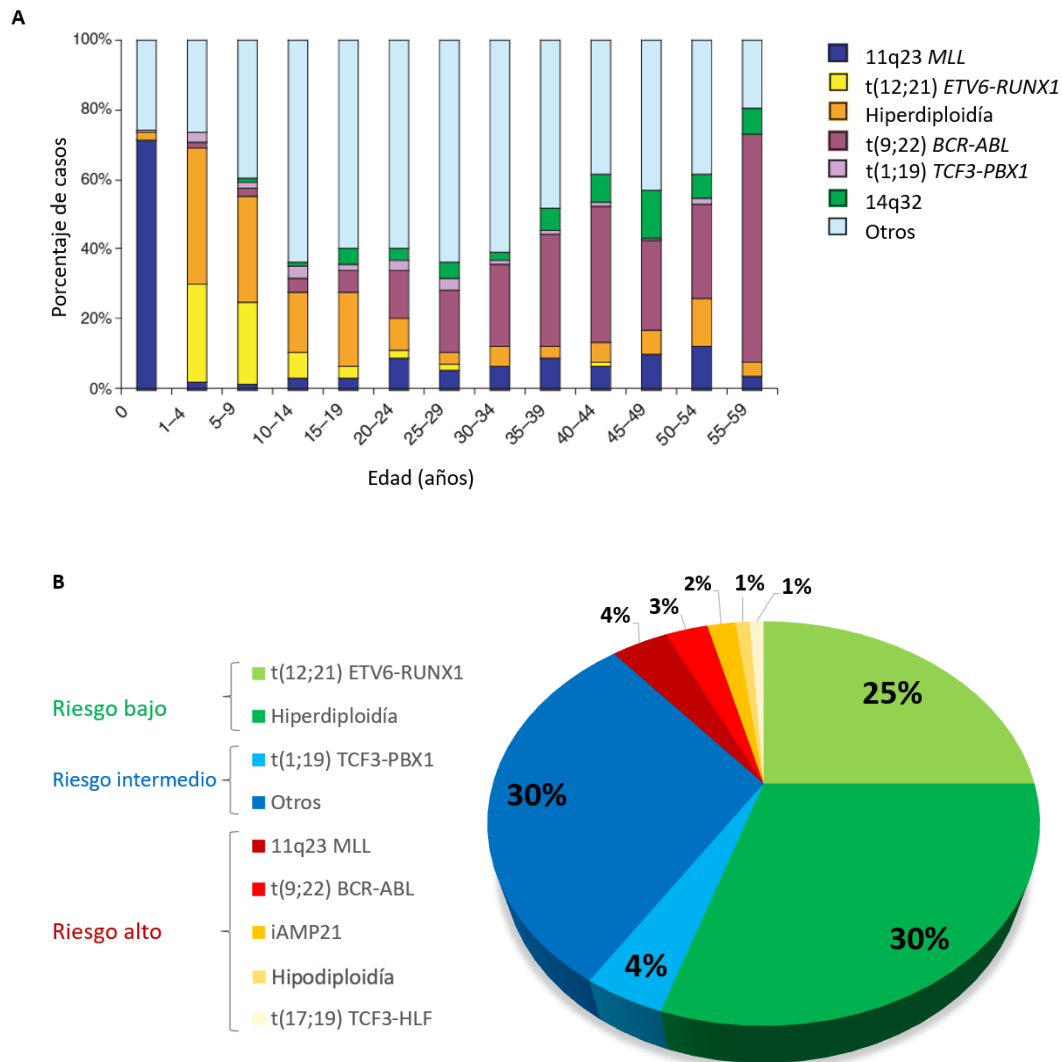 A
100%
80%
60%
40%
20%
0%
Porcentaje de casos
0
1–4
5–9
10–14
15–19
20–24
25–29
30–34
35–39
40–44
45–49
50–54
55–59
Edad (años)
11q23 MLL
t(12;21) ETV6-RUNX1
Hiperdiploidía
t(9;22) BCR-ABL
t(1;19) TCF3-PBX1
14q32
Otros
B
Riesgo bajo
t(12;21) ETV6-RUNX1
Hiperdiploidía
Riesgo intermedio
t(1;19) TCF3-PBX1
Otros
Riesgo alto
11q23 MLL
t(9;22) BCR-ABL
iAMP21
Hipodiploidía
t(17;19) TCF3-HLF
4%
3%
2%
1%
1%
25%
30%
30%
4%